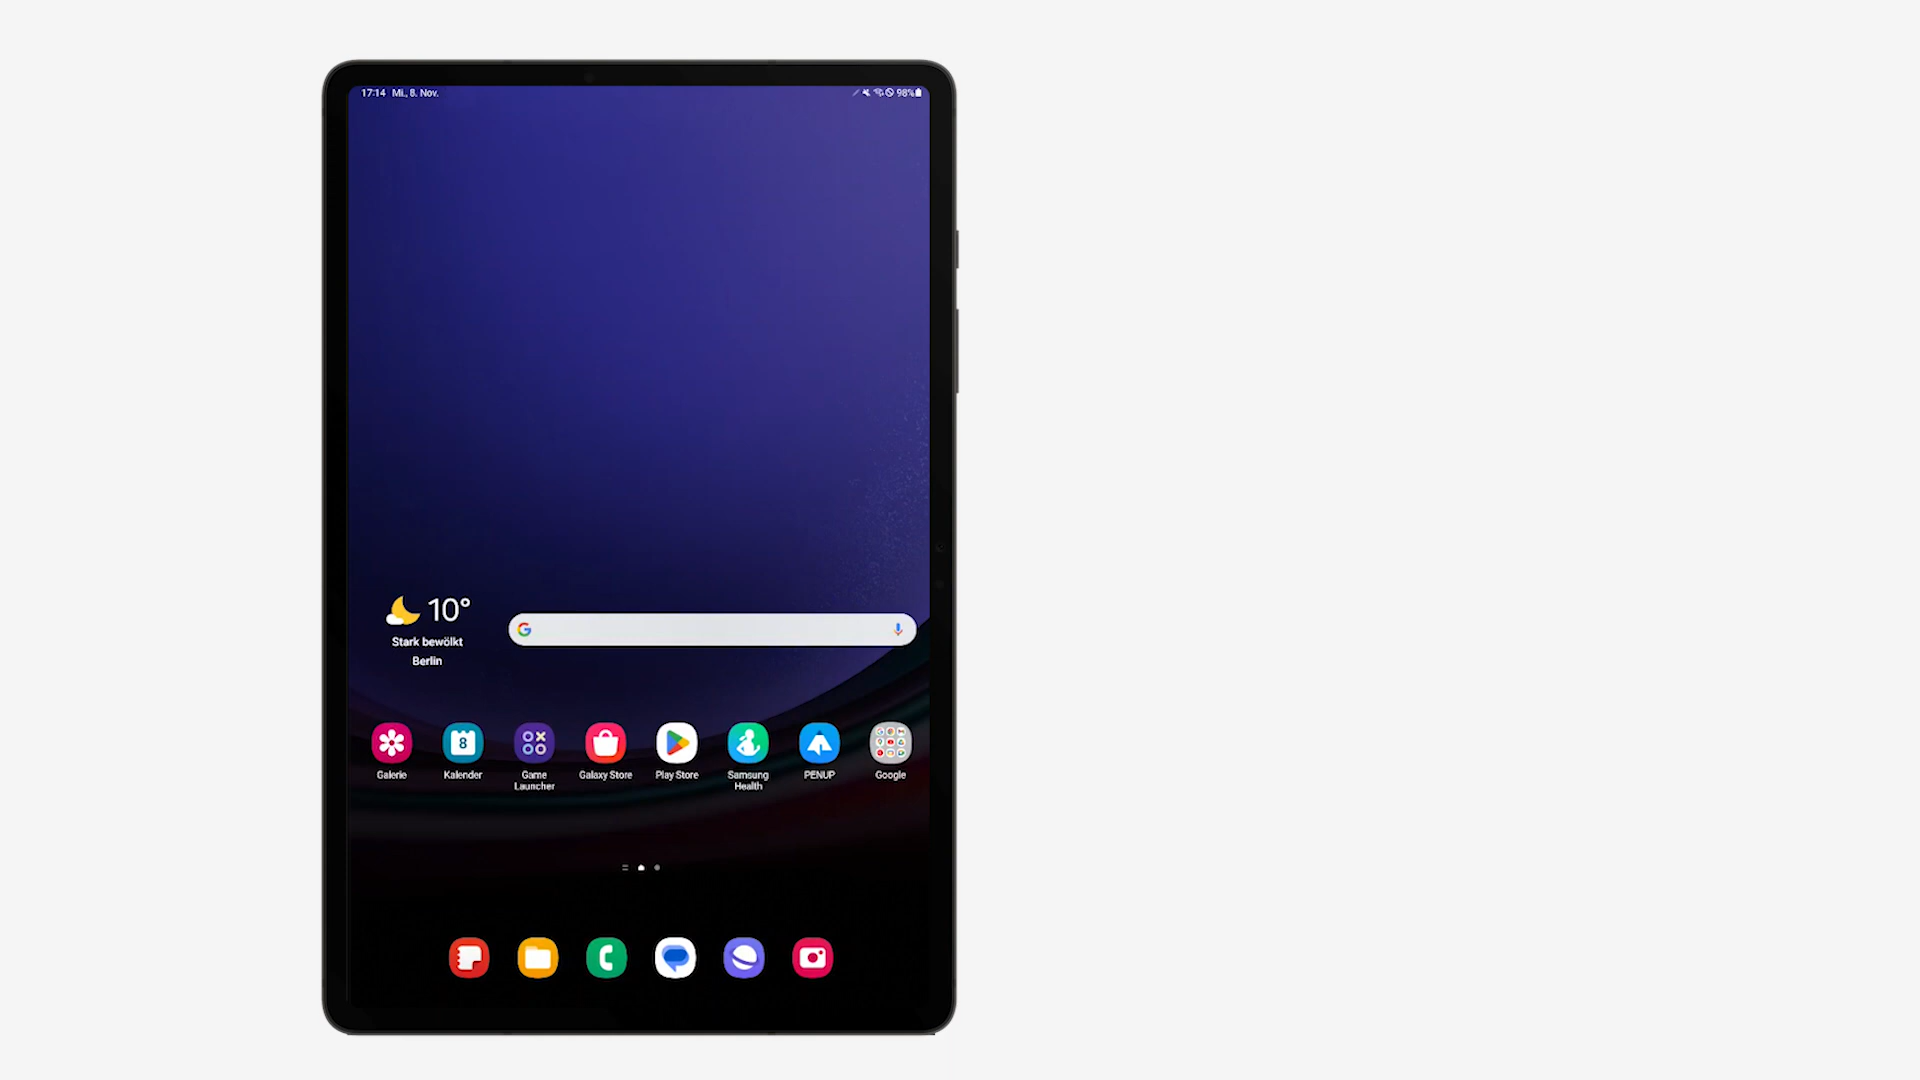 17:14 Mi., 8. Nov. 98%
10°
Stark bewölkt
Berlin
G
8
Galerie Kalender Game Launcher Galaxy Store Play Store Samsung Health PENUP Google